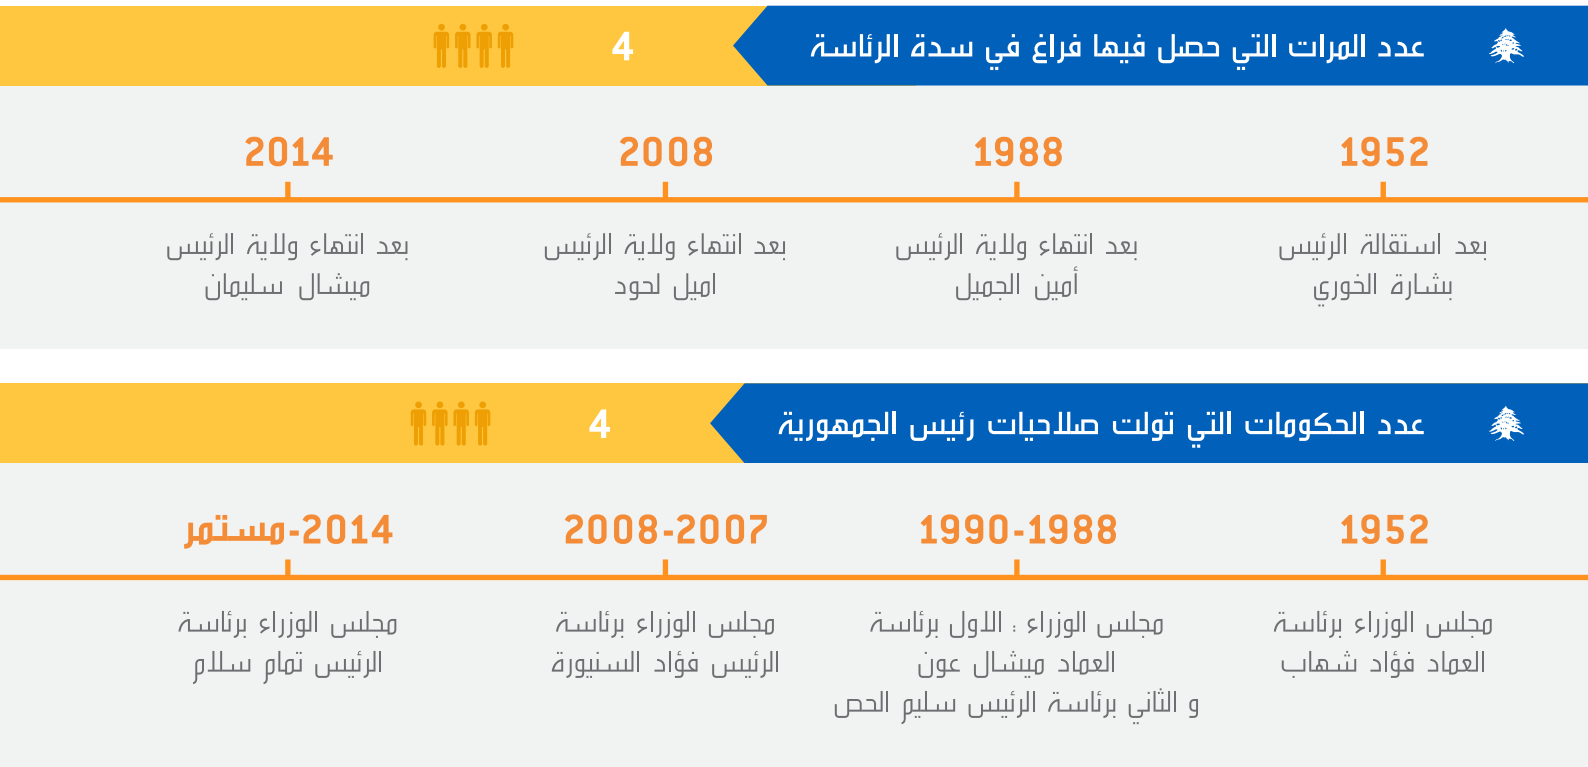 عدد المرات التي حصل فيها فراغ في سدة الرئاسة
4
1952
بعد استقالة الرئيس
بشارة الخوري
1988
بعد انتهاء ولاية الرئيس
أمين الجميل
2008
بعد انتهاء ولاية الرئيس
اميل لحود
2014
بعد انتهاء ولاية الرئيس
ميشال سليمان
عدد الحكومات التي تولت صلاحيات رئيس الجمهورية
4
1952
مجلس الوزراء برئاسة
العماد فؤاد شهاب
1990-1988
مجلس الوزراء : الاول برئاسة
العماد ميشال عون
و الثاني برئاسة الرئيس سليم الحص
2008-2007
مجلس الوزراء برئاسة
الرئيس فؤاد السنيورة
2014-مستمر
مجلس الوزراء برئاسة
الرئيس تمام سلام